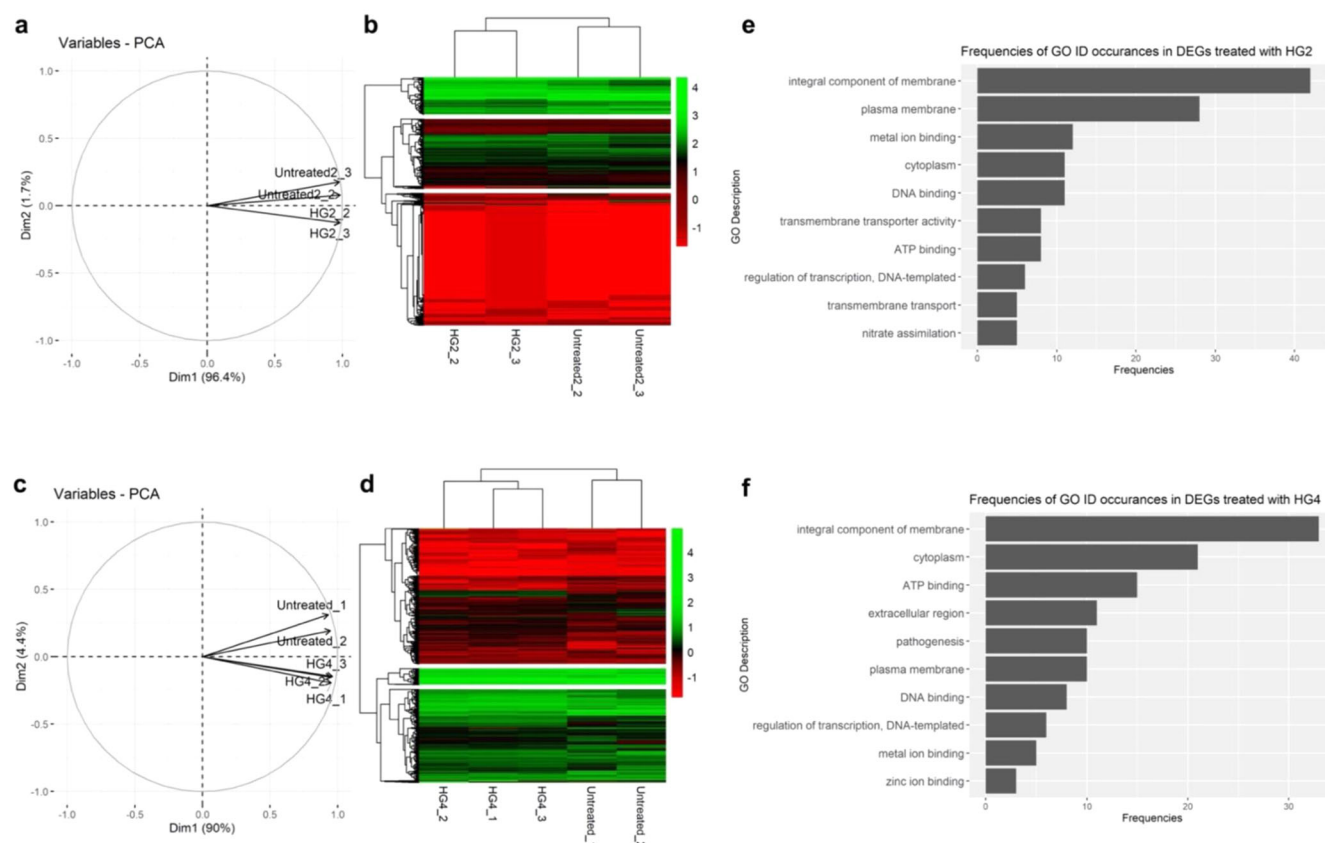 a
Variables - PCA
1.0
0.5
0.0
-0.5
-1.0
Dim2 (1.7%)
Untreated2_3
Untreated2_2
HG2_2
HG2_3
-1.0
-0.5
0.0
0.5
1.0
Dim1 (96.4%)
b
4
3
2
1
0
-1
HG2_2
HG2_3
Untreated2_2
Untreated2_3
e
Frequencies of GO ID occurances in DEGs treated with HG2
GO Description
integral component of membrane
plasma membrane
metal ion binding
cytoplasm
DNA binding
transmembrane transporter activity
ATP binding
regulation of transcription, DNA-templated
transmembrane transport
nitrate assimilation
0
10
20
30
40
Frequencies
c
Variables - PCA
1.0
0.5
0.0
-0.5
-1.0
Dim2 (4.4%)
Untreated_1
Untreated_2
HG4_3
HG4_2
HG4_1
-1.0
-0.5
0.0
0.5
1.0
Dim1 (90%)
d
4
3
2
1
0
-1
HG4_2
HG4_1
HG4_3
Untreated_
Untreated_
f
Frequencies of GO ID occurances in DEGs treated with HG4
GO Description
integral component of membrane
cytoplasm
ATP binding
extracellular region
pathogenesis
plasma membrane
DNA binding
regulation of transcription, DNA-templated
metal ion binding
zinc ion binding
0
10
20
30
Frequencies